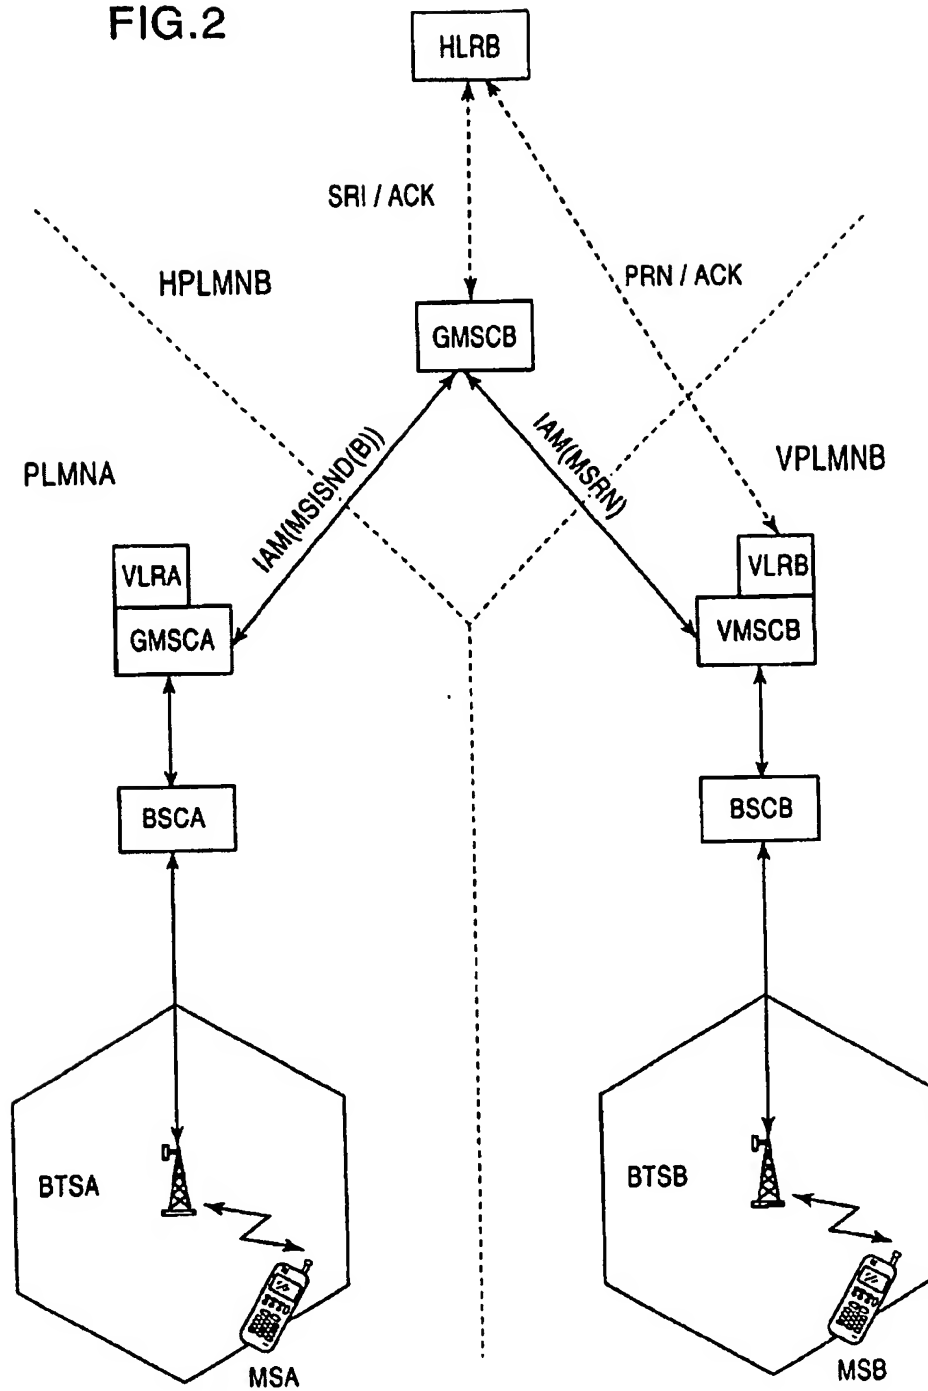 FIG.2
HLRB
SRI / ACK
HPLMNB
PRN / ACK
GMSCB
PLMNA
IAM(MSISND(B))
IAM(MSRN)
VPLMNB
VLRA
VLRB
GMSCA
VMSCB
BSCA
BSCB
BTSA
BTSB
MSA
MSB